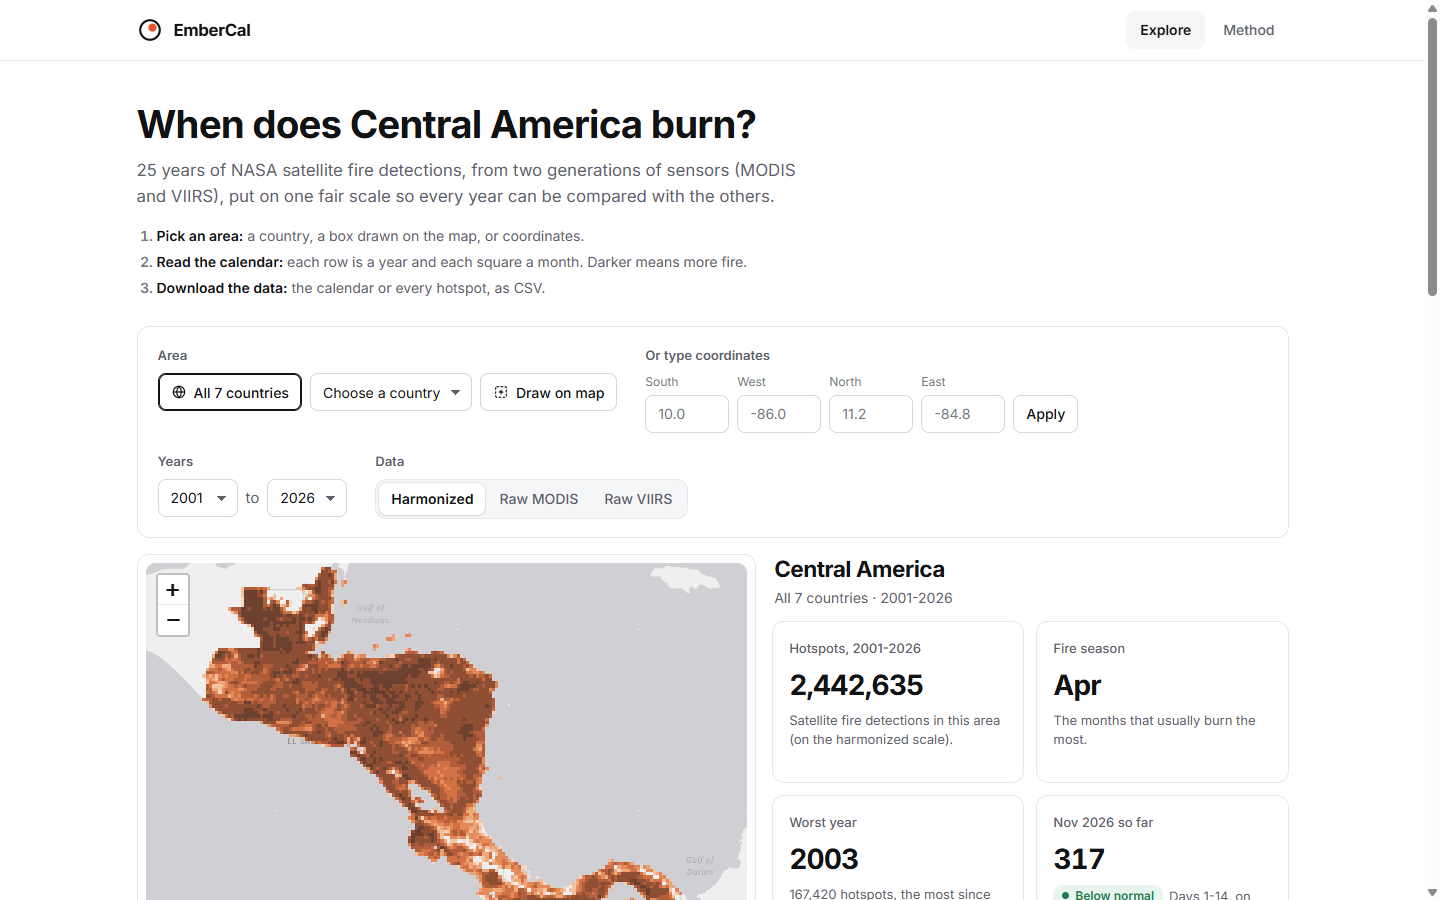 EmberCal
Explore
Method
When does Central America burn?
25 years of NASA satellite fire detections, from two generations of sensors (MODIS
and VIIRS), put on one fair scale so every year can be compared with the others.
1. Pick an area: a country, a box drawn on the map, or coordinates.
2. Read the calendar: each row is a year and each square a month. Darker means more fire.
3. Download the data: the calendar or every hotspot, as CSV.
Area
All 7 countries
Choose a country
Draw on map
Or type coordinates
South
West
North
East
10.0
-86.0
11.2
-84.8
Apply
Years
2001
to
2026
Data
Harmonized
Raw MODIS
Raw VIIRS
+
−
Gulf of
Honduras
Gulf of
Darien
Central America
All 7 countries · 2001-2026
Hotspots, 2001-2026
2,442,635
Satellite fire detections in this area
(on the harmonized scale).
Fire season
Apr
The months that usually burn the
most.
Worst year
2003
167,420 hotspots, the most since
Nov 2026 so far
317
Below normal
Days 1-14, on